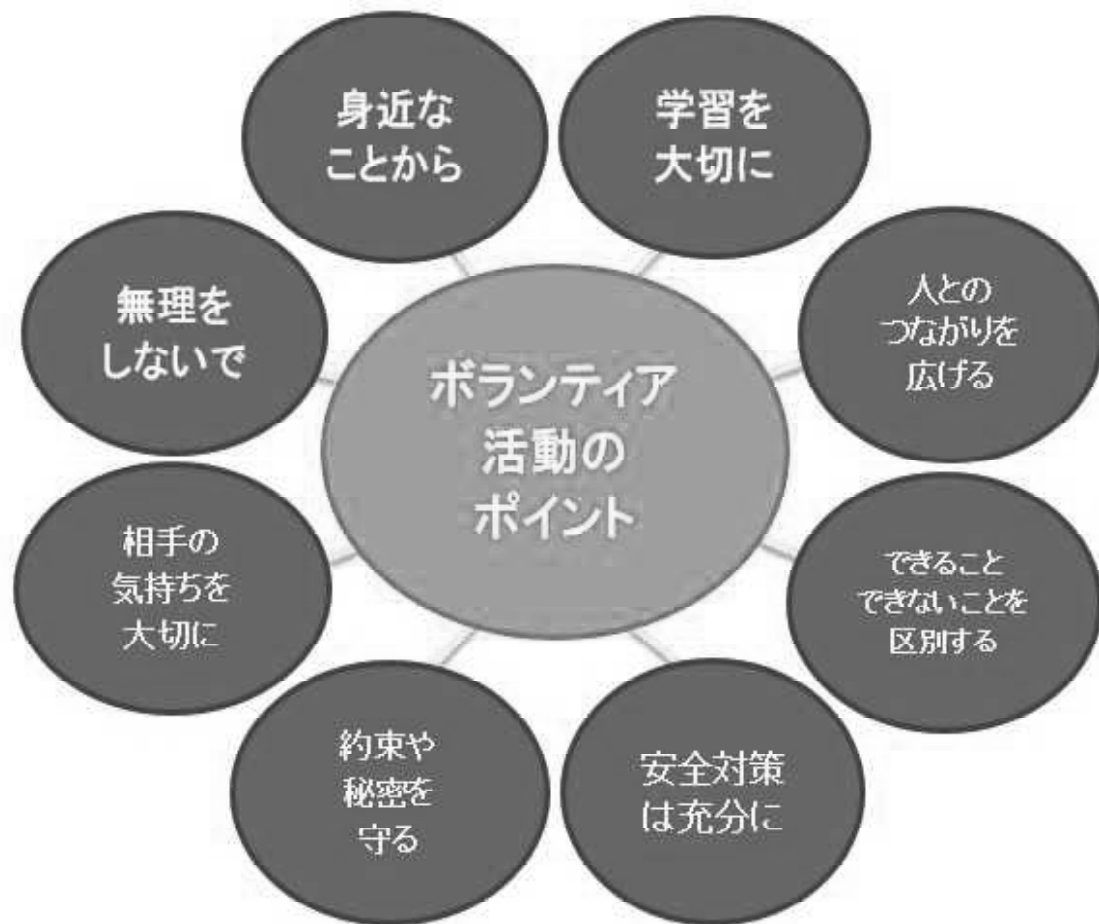 身近な
ことから
学習を
大切に
無理を
しないで
人との
つながりを
広げる
ボランティア
活動の
ポイント
相手の
気持ちを
大切に
できること
できないことを
区別する
約束や
秘密を
守る
安全対策
は充分に